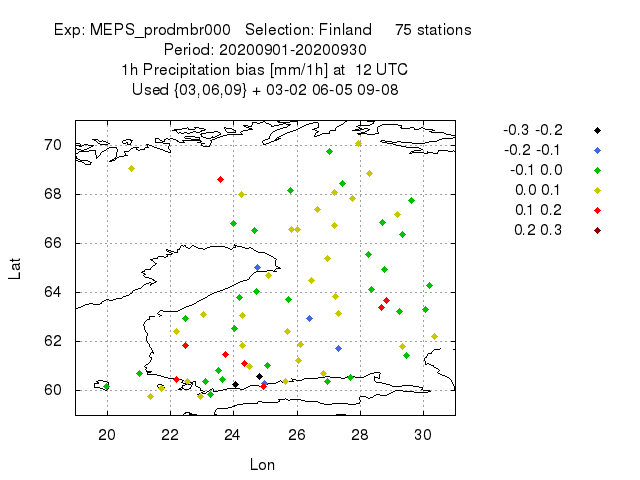 Exp: MEPS_prodmbr000   Selection: Finland     75 stations
Period: 20200901-20200930
1h Precipitation bias [mm/1h] at  12 UTC
Used {03,06,09} + 03-02 06-05 09-08
-0.3 -0.2
-0.2 -0.1
-0.1 0.0
0.0 0.1
0.1 0.2
0.2 0.3
Lat
70
68
66
64
62
60
20 22 24 26 28 30
Lon